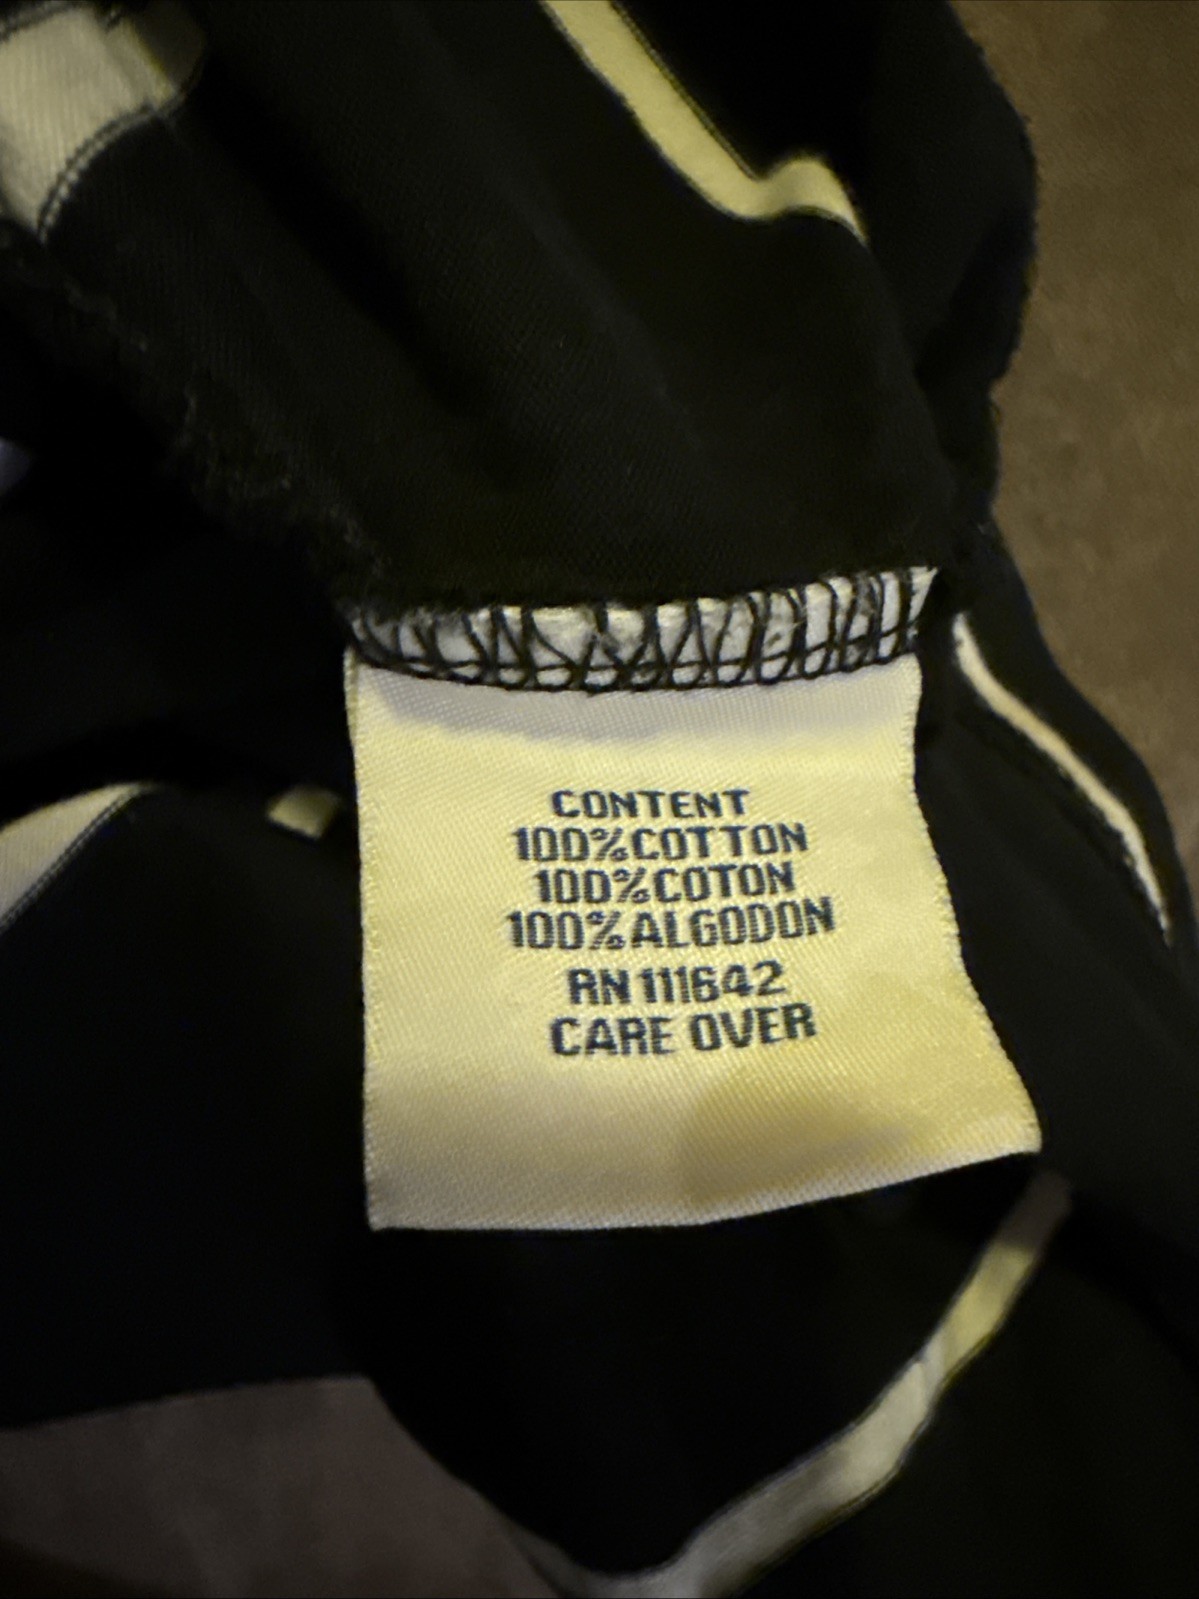 CONTENT
100%COTTON
100%COTON
100%ALGODON
RN 111642
CARE OVER